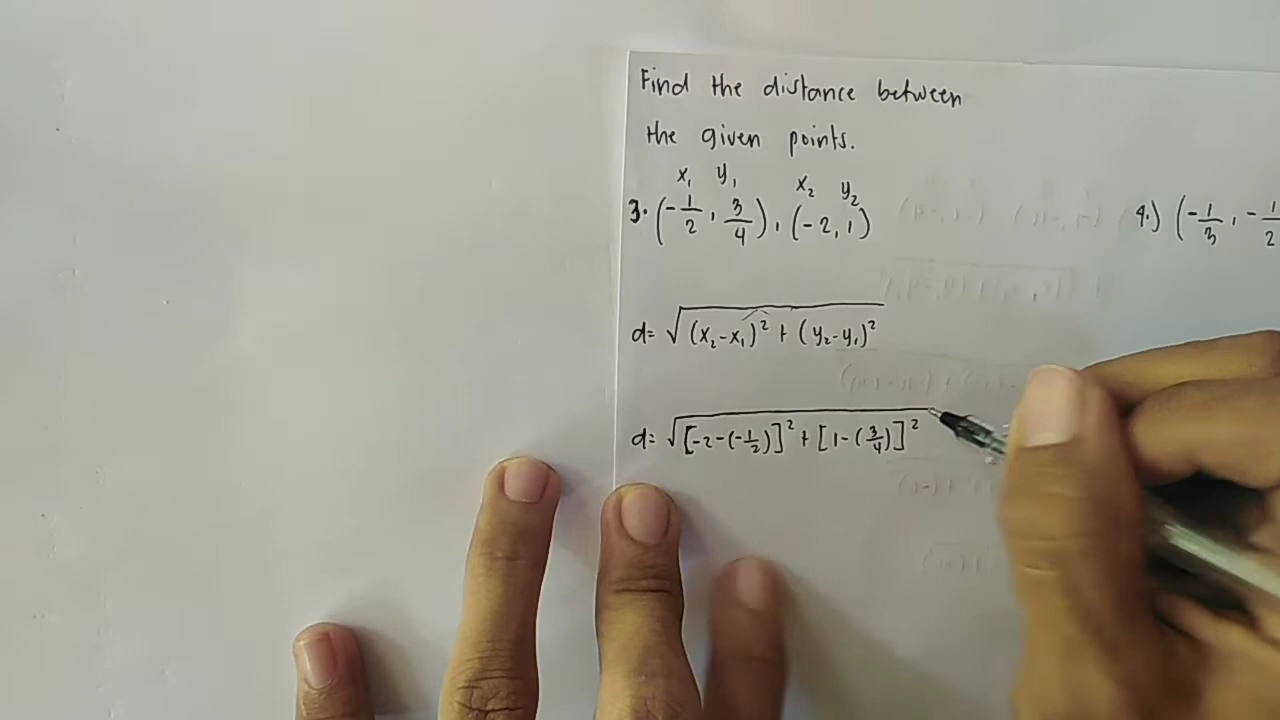 Find the distance between
the given points.
x₁ y₁ x₂ y₂
3. (-1/2, 3/4), (-2, 1)
4.) (-1/3, -1/2
d= √(x₂-x₁)² + (y₂-y₁)²
d= √[-2-(-1/2)]² + [1-(3/4)]²